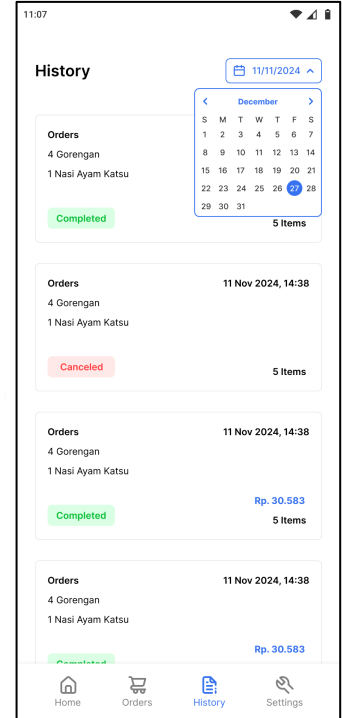 11:07
History
11/11/2024
December
S M T W T F S
1 2 3 4 5 6 7
8 9 10 11 12 13 14
15 16 17 18 19 20 21
22 23 24 25 26 27 28
29 30 31
Orders
4 Gorengan
1 Nasi Ayam Katsu
Completed
5 Items
Orders
11 Nov 2024, 14:38
4 Gorengan
1 Nasi Ayam Katsu
Canceled
5 Items
Orders
11 Nov 2024, 14:38
4 Gorengan
1 Nasi Ayam Katsu
Rp. 30.583
Completed
5 Items
Orders
11 Nov 2024, 14:38
4 Gorengan
1 Nasi Ayam Katsu
Rp. 30.583
Completed
Home
Orders
History
Settings